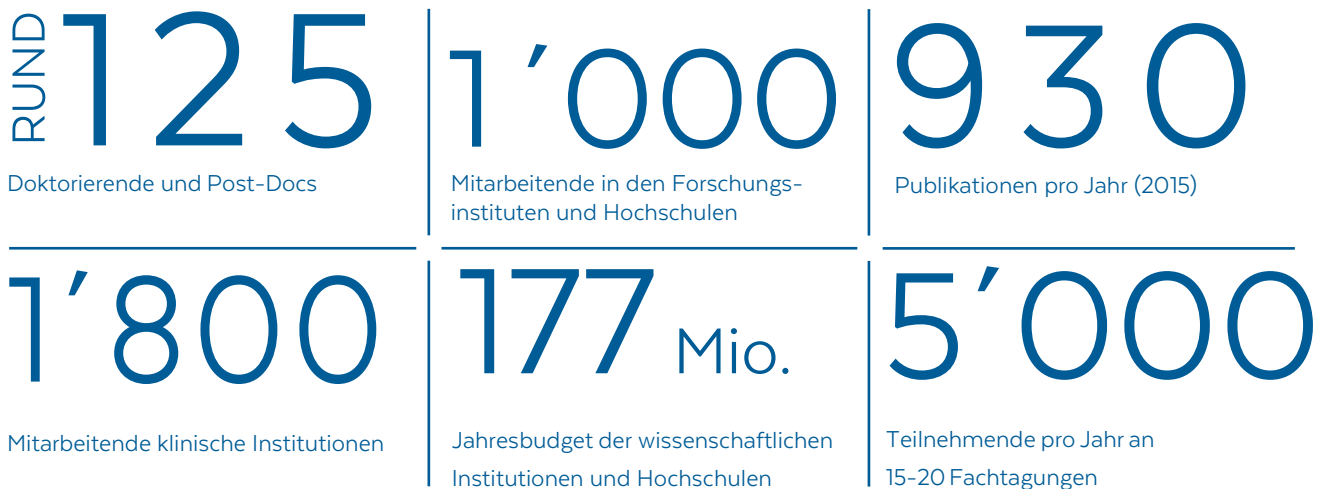 RUND 125
Doktorierende und Post-Docs
1’000
Mitarbeitende in den Forschungs-
instituten und Hochschulen
930
Publikationen pro Jahr (2015)
1’800
Mitarbeitende klinische Institutionen
177 Mio.
Jahresbudget der wissenschaftlichen
Institutionen und Hochschulen
5’000
Teilnehmende pro Jahr an
15-20 Fachtagungen